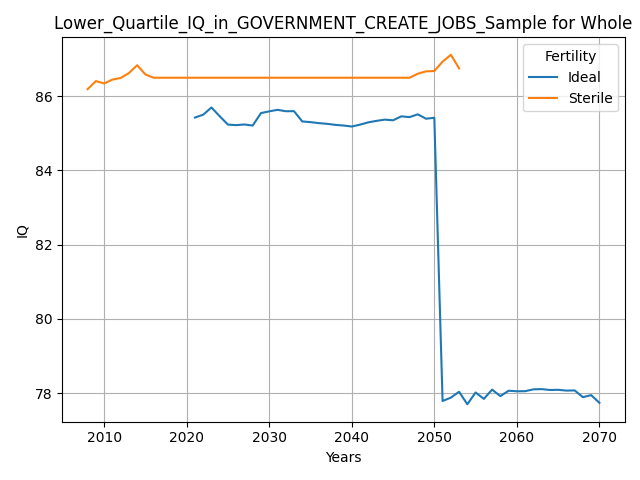 Lower_Quartile_IQ_in_GOVERNMENT_CREATE_JOBS_Sample for Whole
Fertility
Ideal
Sterile
86
84
82
80
78
IQ
2010 2020 2030 2040 2050 2060 2070
Years